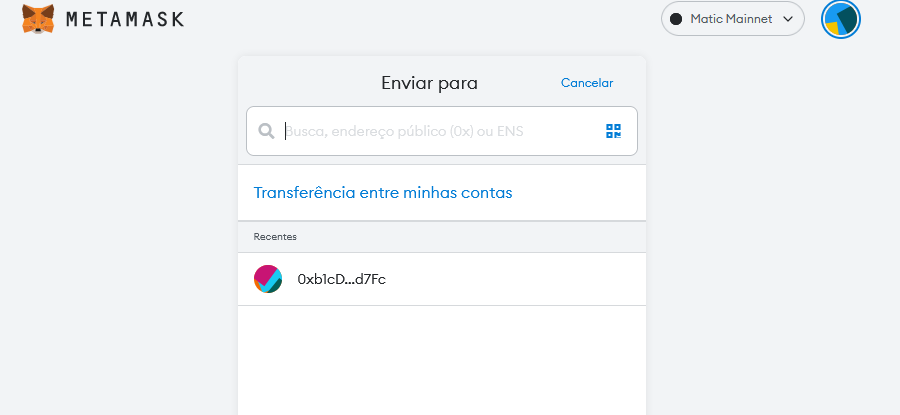 METAMASK
Matic Mainnet
Enviar para
Cancelar
Busca, endereço público (0x) ou ENS
Transferência entre minhas contas
Recentes
0xb1cD...d7Fc